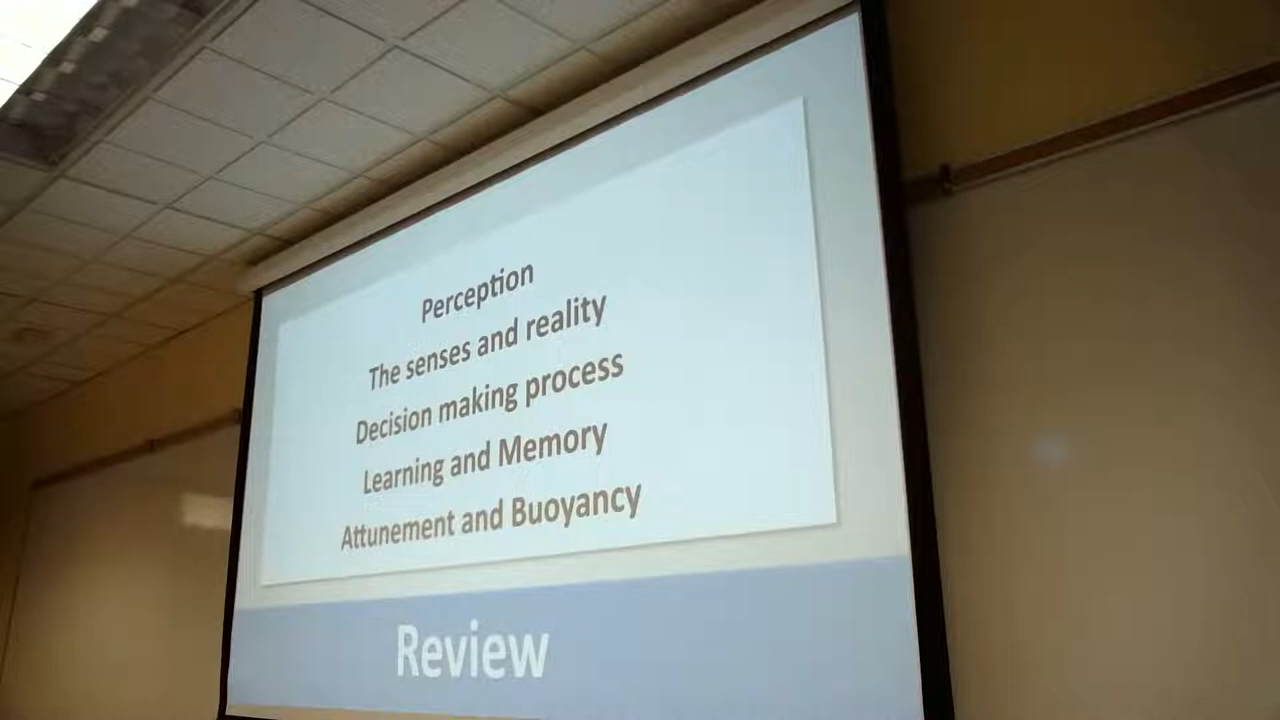 Perception
The senses and reality
Decision making process
Learning and Memory
Attunement and Buoyancy
Review